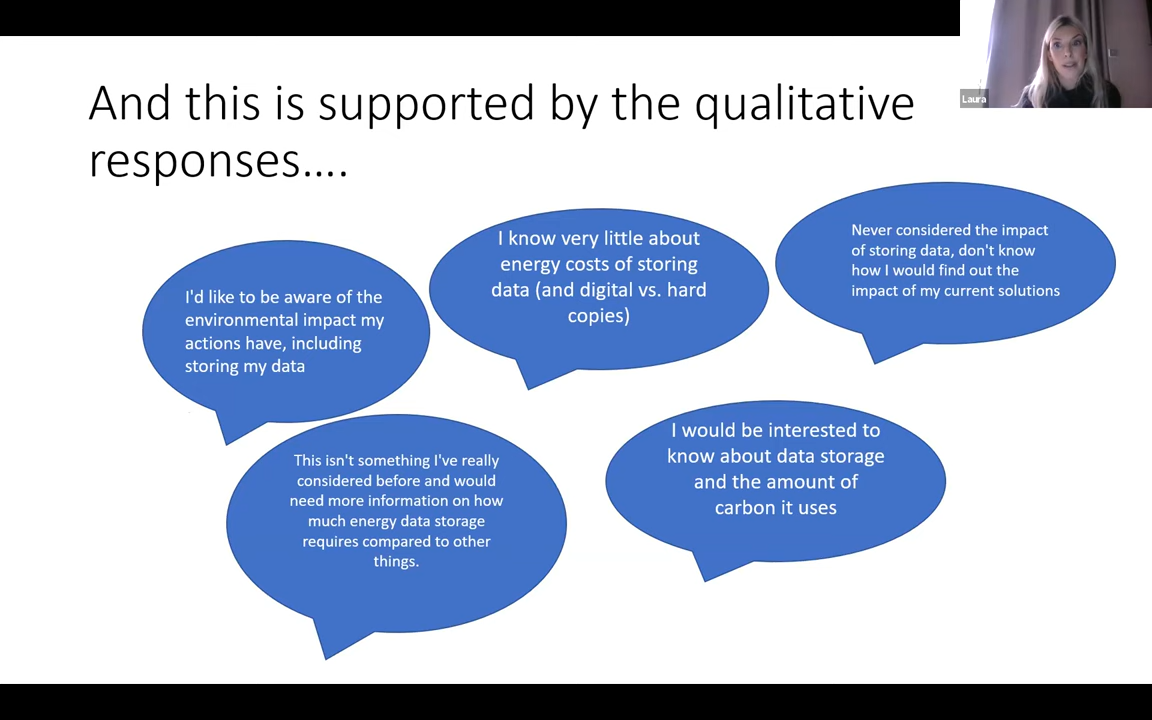 And this is supported by the qualitative
responses….
Laura
I'd like to be aware of the
environmental impact my
actions have, including
storing my data
I know very little about
energy costs of storing
data (and digital vs. hard
copies)
Never considered the impact
of storing data, don't know
how I would find out the
impact of my current solutions
This isn't something I've really
considered before and would
need more information on how
much energy data storage
requires compared to other
things.
I would be interested to
know about data storage
and the amount of
carbon it uses